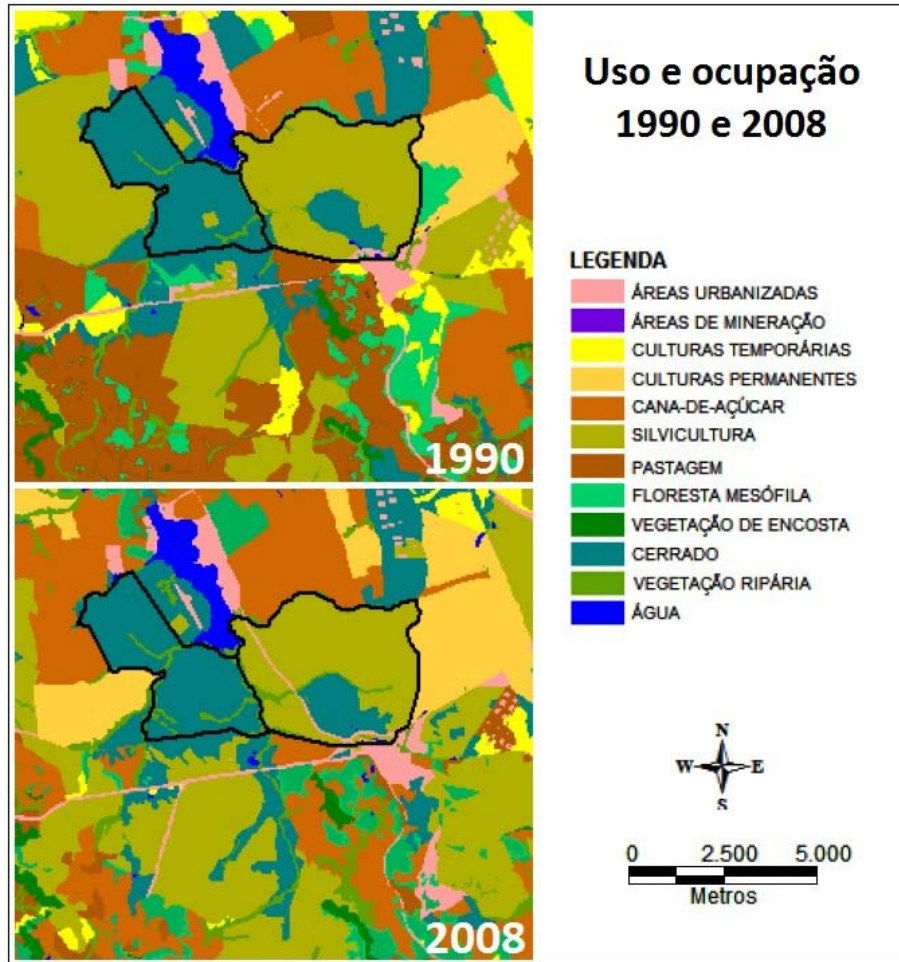 Uso e ocupação
1990 e 2008
LEGENDA
ÁREAS URBANIZADAS
ÁREAS DE MINERAÇÃO
CULTURAS TEMPORÁRIAS
CULTURAS PERMANENTES
CANA-DE-AÇÚCAR
SILVICULTURA
PASTAGEM
FLORESTA MESÓFILA
VEGETAÇÃO DE ENCOSTA
CERRADO
VEGETAÇÃO RIPÁRIA
ÁGUA
1990
N
W E
S
0 2.500 5.000
Metros
2008